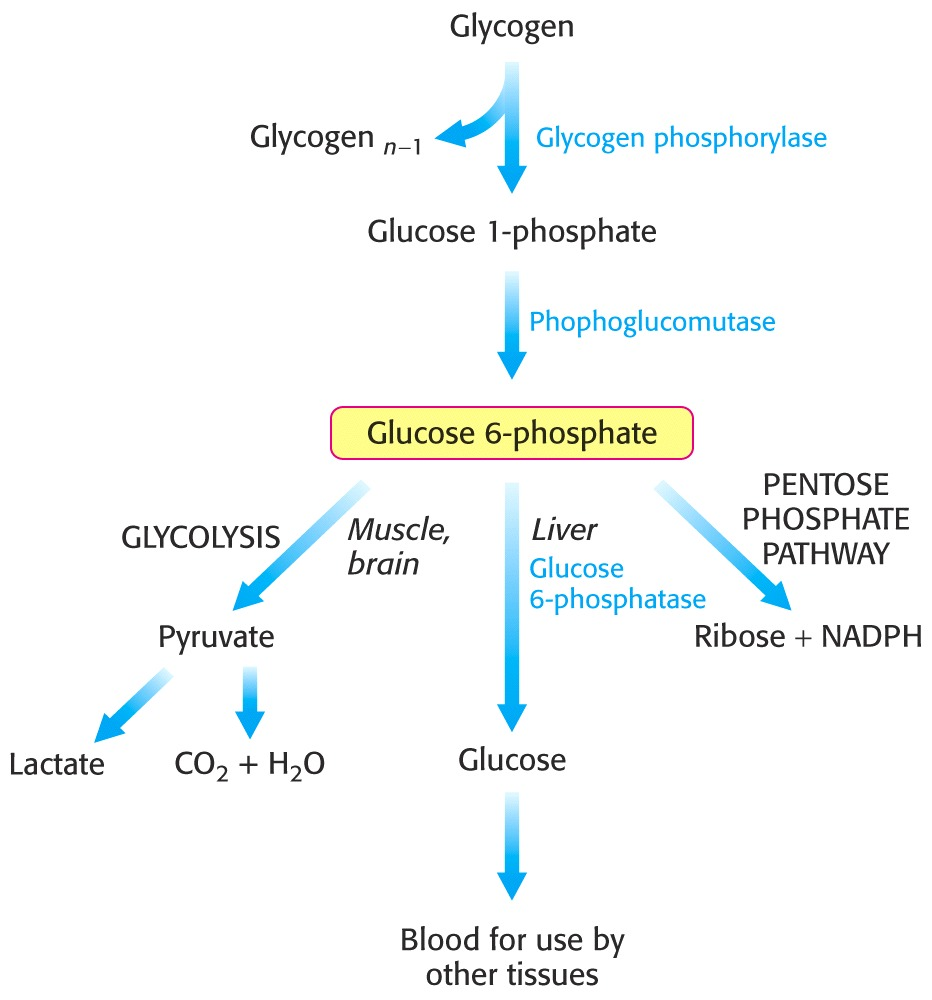 Glycogen
Glycogen n–1
Glycogen phosphorylase
Glucose 1-phosphate
Phophoglucomutase
Glucose 6-phosphate
GLYCOLYSIS
Muscle,
brain
Liver
Glucose
6-phosphatase
PENTOSE
PHOSPHATE
PATHWAY
Pyruvate
Ribose + NADPH
Lactate
CO₂ + H₂O
Glucose
Blood for use by
other tissues